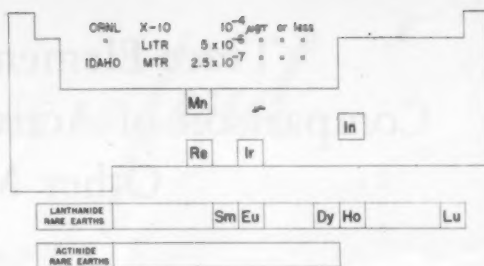 ORNL X-10 10⁻⁶ μgm or less
LITR 5 x 10⁻⁸ " " "
IDAHO MTR 2.5 x 10⁻⁷ " " "
Mn
In
Re Ir
LANTHANIDE RARE EARTHS Sm Eu Dy Ho Lu
ACTINIDE RARE EARTHS